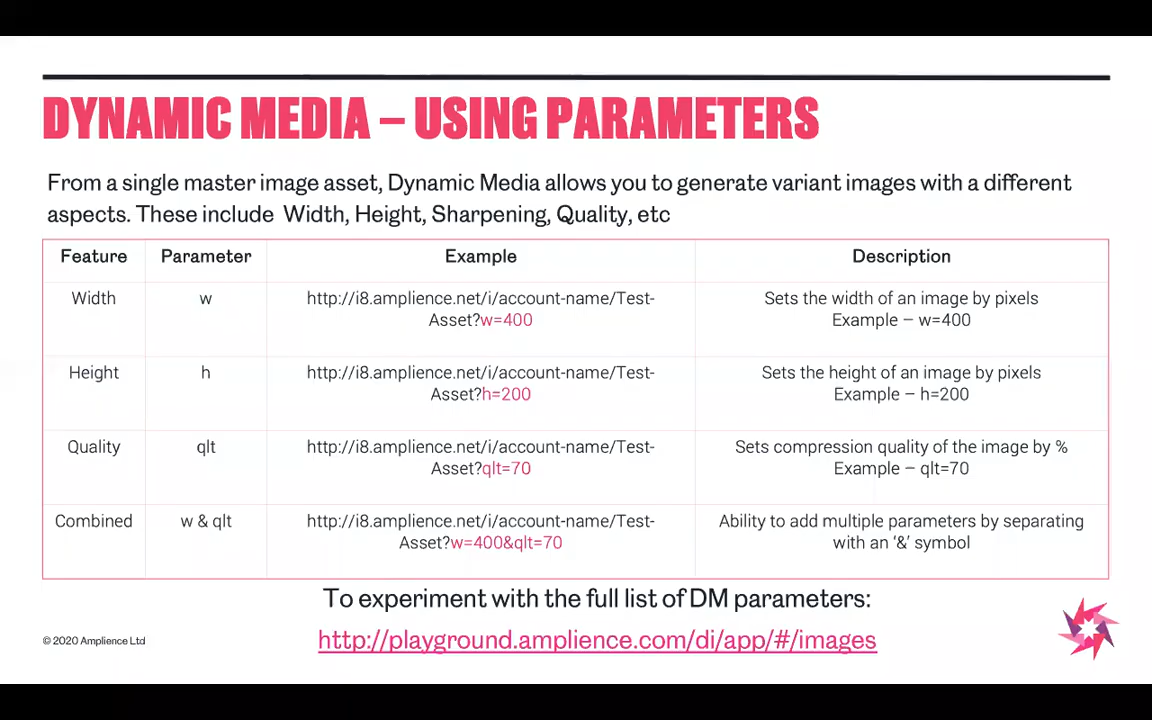 DYNAMIC MEDIA – USING PARAMETERS
From a single master image asset, Dynamic Media allows you to generate variant images with a different
aspects. These include Width, Height, Sharpening, Quality, etc
Feature Parameter Example Description
Width w http://i8.amplience.net/i/account-name/Test- Sets the width of an image by pixels
Asset?w=400 Example – w=400
Height h http://i8.amplience.net/i/account-name/Test- Sets the height of an image by pixels
Asset?h=200 Example – h=200
Quality qlt http://i8.amplience.net/i/account-name/Test- Sets compression quality of the image by %
Asset?qlt=70 Example – qlt=70
Combined w & qlt http://i8.amplience.net/i/account-name/Test- Ability to add multiple parameters by separating
Asset?w=400&qlt=70 with an ‘&’ symbol
To experiment with the full list of DM parameters:
http://playground.amplience.com/di/app/#/images
© 2020 Amplience Ltd